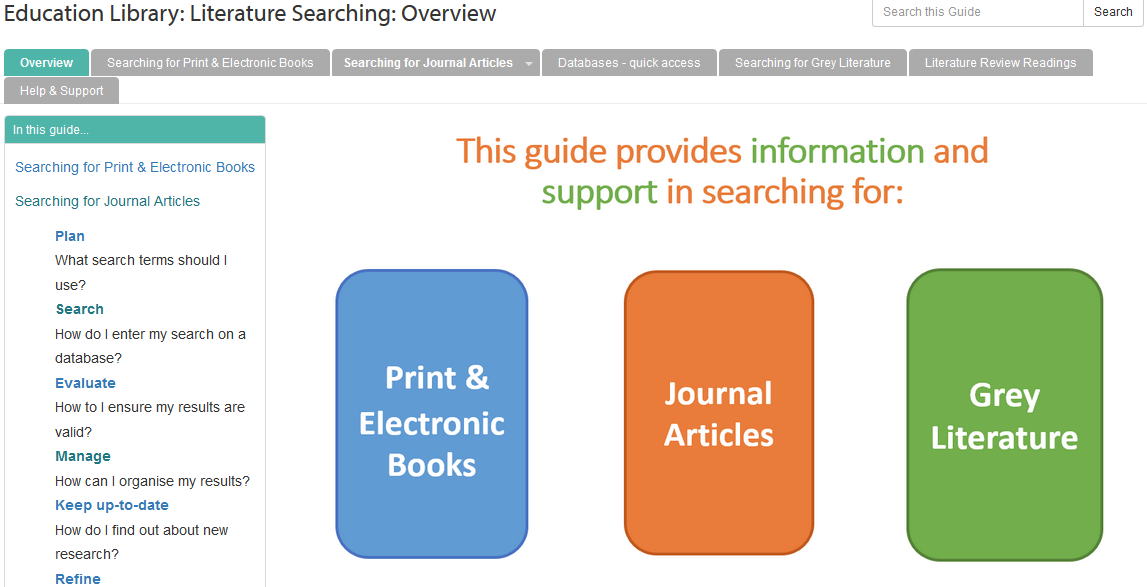 Education Library: Literature Searching: Overview
Search this Guide
Search
Overview
Searching for Print & Electronic Books
Searching for Journal Articles
Databases - quick access
Searching for Grey Literature
Literature Review Readings
Help & Support
In this guide...
Searching for Print & Electronic Books
Searching for Journal Articles
Plan
What search terms should I
use?
Search
How do I enter my search on a
database?
Evaluate
How to I ensure my results are
valid?
Manage
How can I organise my results?
Keep up-to-date
How do I find out about new
research?
Refine
This guide provides information and
support in searching for:
Print &
Electronic
Books
Journal
Articles
Grey
Literature